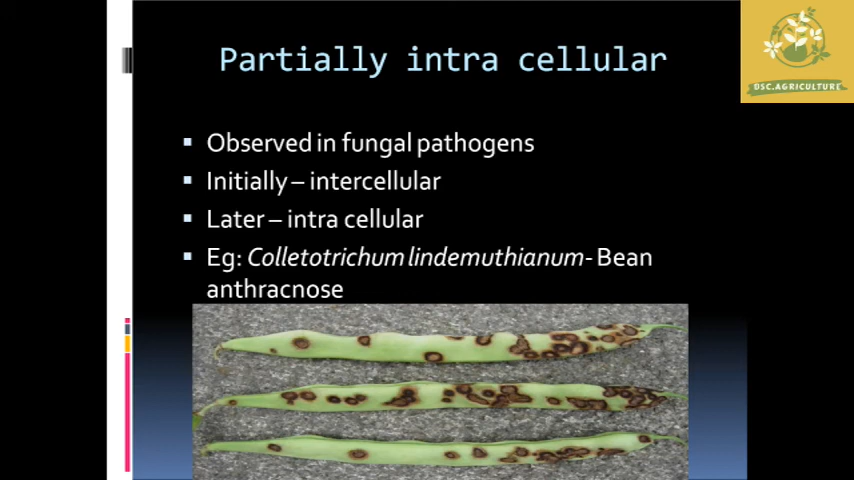 Partially intra cellular
DSC.AGRICULTURE
Observed in fungal pathogens
Initially – intercellular
Later – intra cellular
Eg: Colletotrichum lindemuthianum- Bean
anthracnose